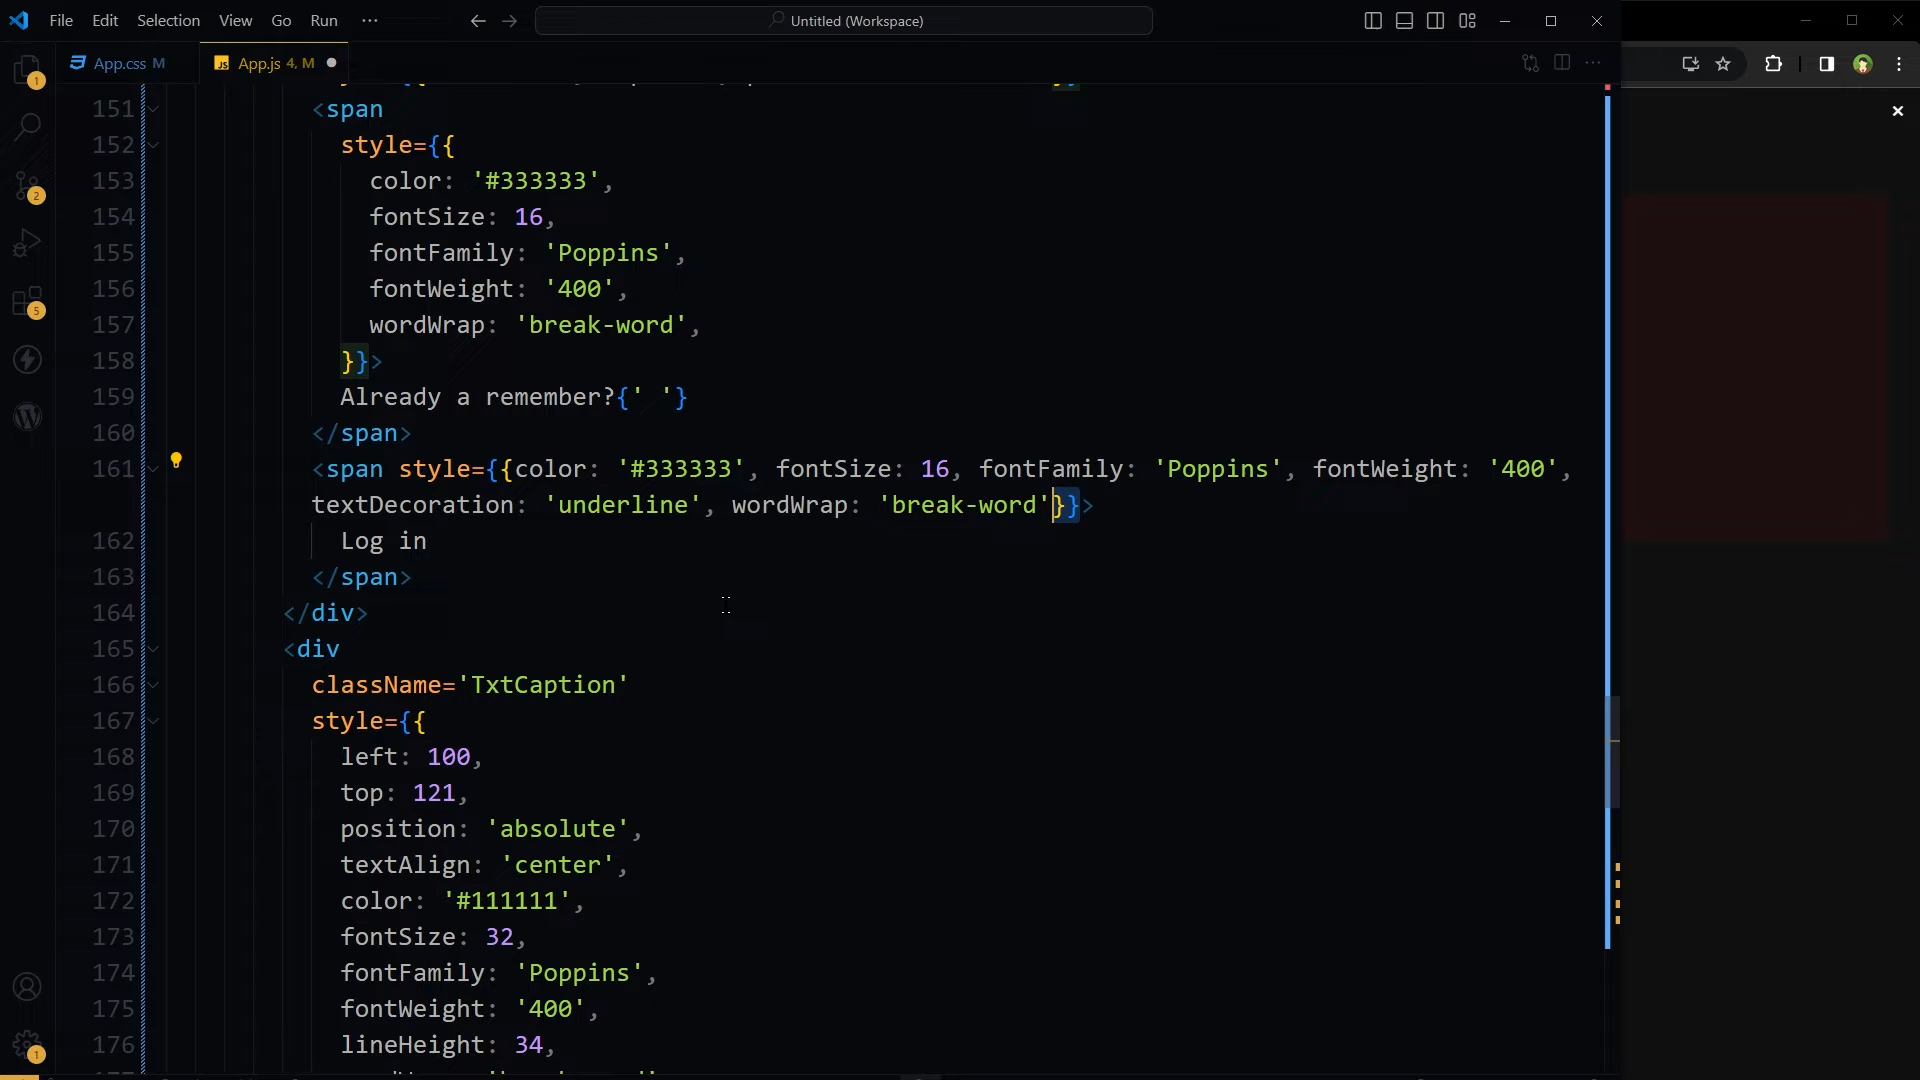 File Edit Selection View Go Run ···
Untitled (Workspace)
App.css M
App.js 4, M
151 <span
152 style={{
153 color: '#333333',
154 fontSize: 16,
155 fontFamily: 'Poppins',
156 fontWeight: '400',
157 wordWrap: 'break-word',
158 }}>
159 Already a remember?{' '}
160 </span>
161 <span style={{color: '#333333', fontSize: 16, fontFamily: 'Poppins', fontWeight: '400',
textDecoration: 'underline', wordWrap: 'break-word'}}>
162 Log in
163 </span>
164 </div>
165 <div
166 className='TxtCaption'
167 style={{
168 left: 100,
169 top: 121,
170 position: 'absolute',
171 textAlign: 'center',
172 color: '#111111',
173 fontSize: 32,
174 fontFamily: 'Poppins',
175 fontWeight: '400',
176 lineHeight: 34,
1
2
5
1